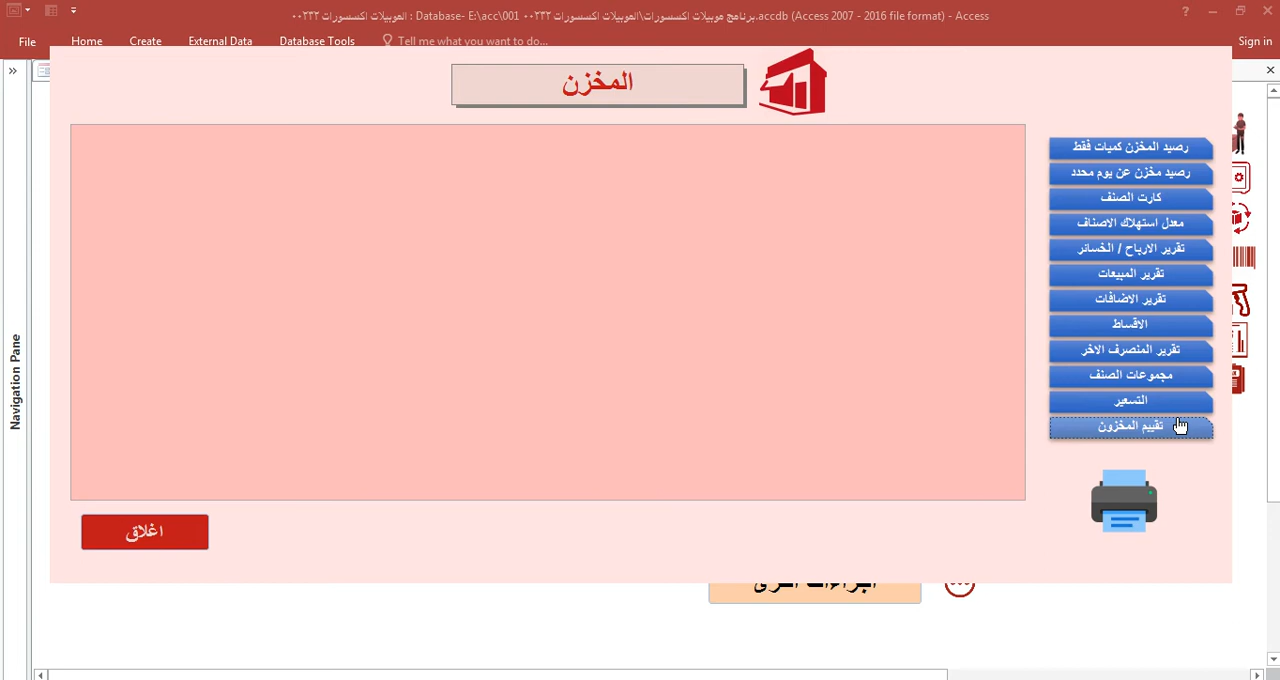 برنامج موبيلات اكسسورات ٠٠٢٣٢ : Database- E:\acc\001 ٠٠٢٣٢ الموبيلات اكسسورات\الموبيلات اكسسورات.accdb (Access 2007 - 2016 file format) - Access
File Home Create External Data Database Tools Tell me what you want to do... Sign in
المخزن
رصيد المخزن كميات فقط
رصيد مخزن عن يوم محدد
كارت الصنف
معدل استهلاك الاصناف
تقرير الارباح / الخسائر
تقرير المبيعات
تقرير الاضافات
الاقساط
تقرير المنصرف الاخر
مجموعات الصنف
التسعير
تقييم المخزون
اغلاق
Navigation Pane